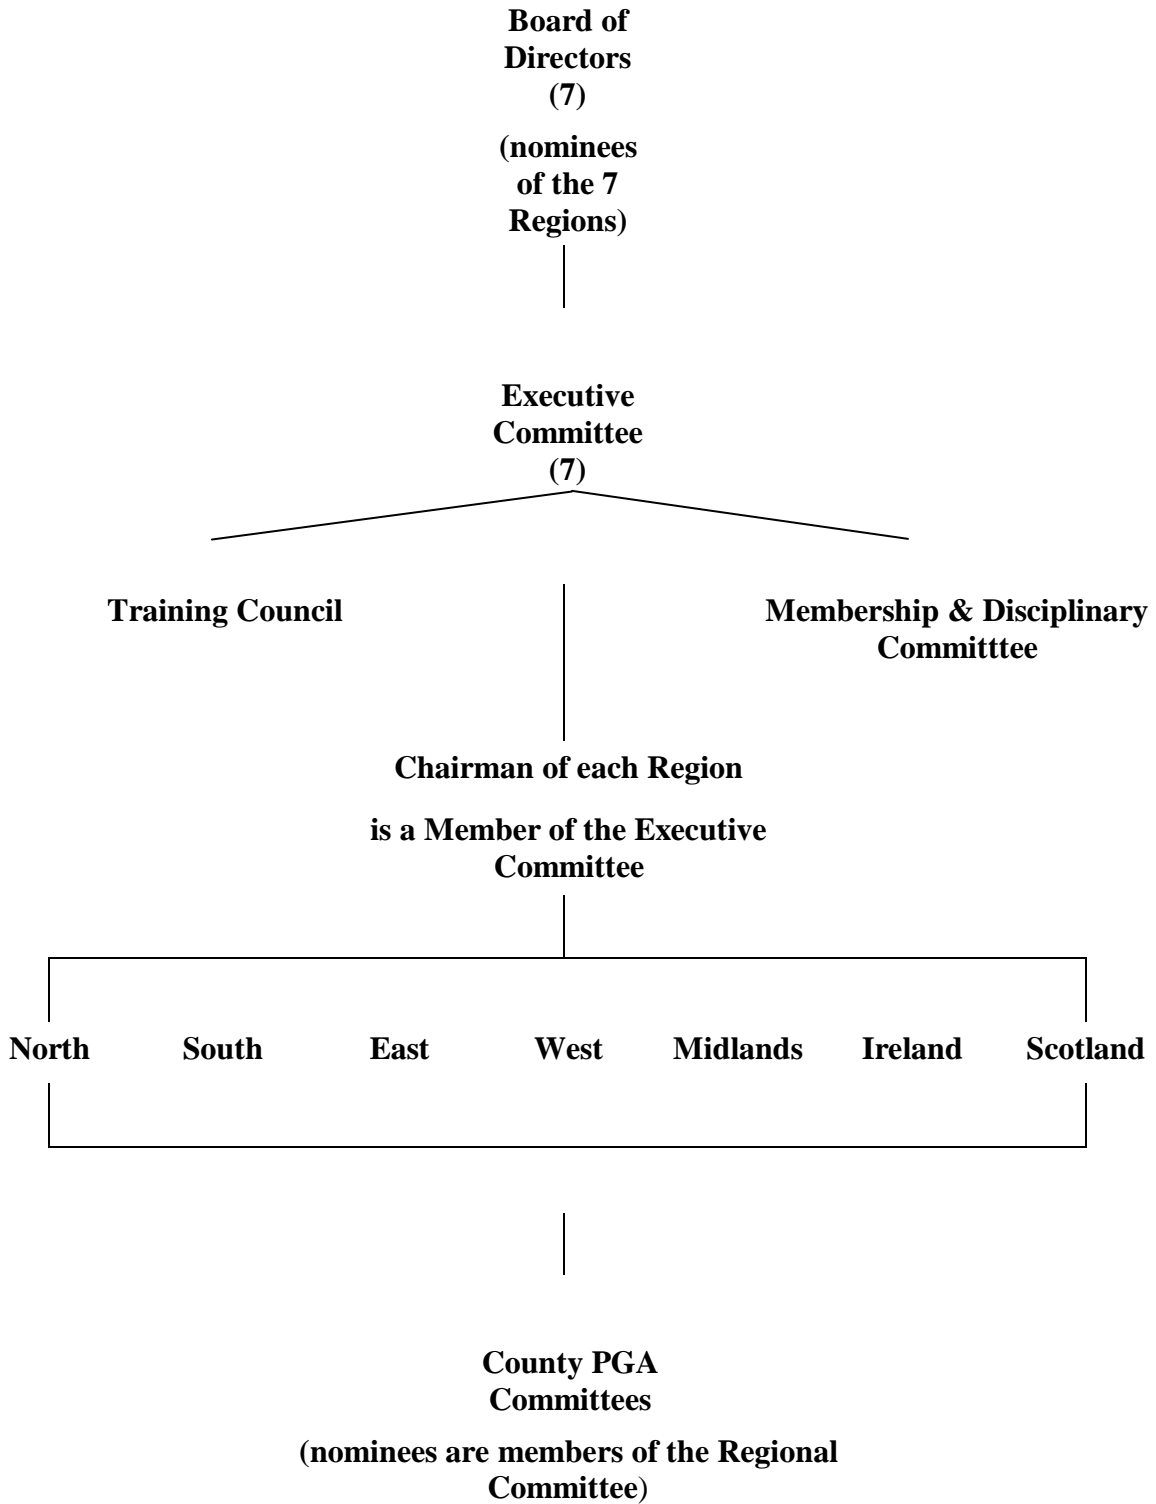 Board of
Directors
(7)
(nominees
of the 7
Regions)
Executive
Committee
(7)
Training Council
Membership & Disciplinary
Committtee
Chairman of each Region
is a Member of the Executive
Committee
North South East West Midlands Ireland Scotland
County PGA
Committees
(nominees are members of the Regional
Committee)